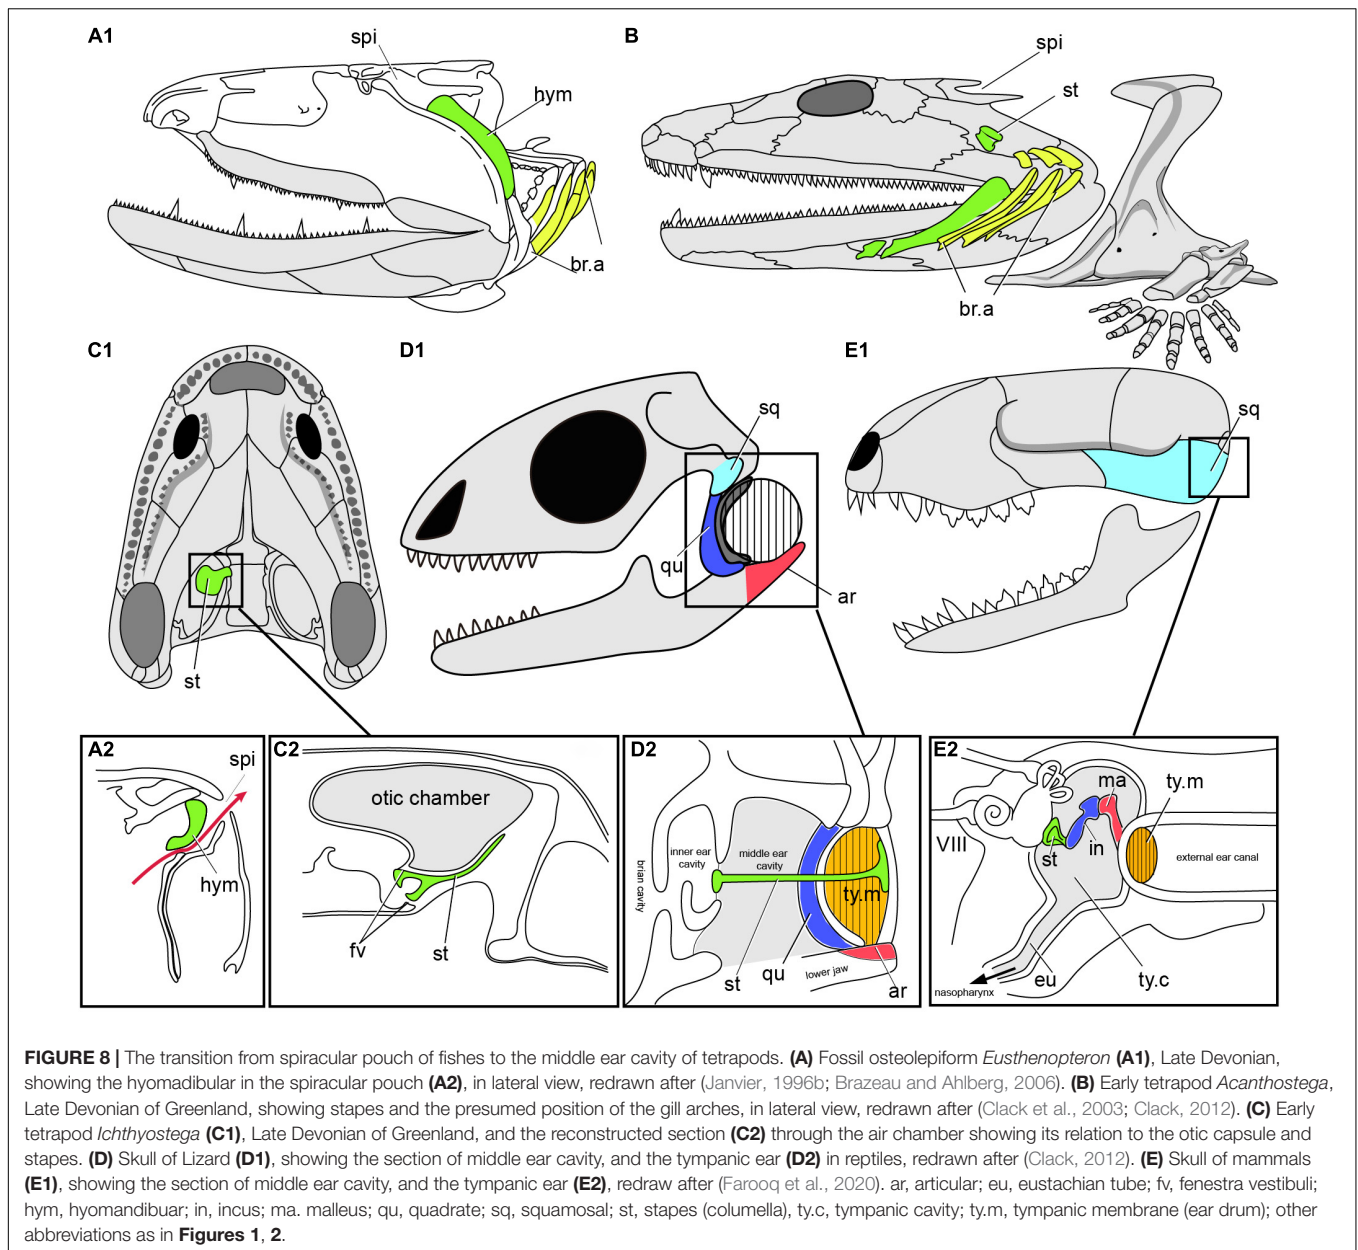 A1
spi
hym
br.a
B
spi
st
br.a
C1
st
D1
sq
qu
ar
E1
sq
A2
spi
hym
C2
otic chamber
fv
st
D2
brian cavity
inner ear
cavity
middle ear
cavity
ty.m
st
qu
lower jaw
ar
E2
VIII
st
in
ma
ty.m
external ear canal
eu
ty.c
nasopharynx
FIGURE 8 | The transition from spiracular pouch of fishes to the middle ear cavity of tetrapods. (A) Fossil osteolepiform Eusthenopteron (A1), Late Devonian,
showing the hyomadibular in the spiracular pouch (A2), in lateral view, redrawn after (Janvier, 1996b; Brazeau and Ahlberg, 2006). (B) Early tetrapod Acanthostega,
Late Devonian of Greenland, showing stapes and the presumed position of the gill arches, in lateral view, redrawn after (Clack et al., 2003; Clack, 2012). (C) Early
tetrapod Ichthyostega (C1), Late Devonian of Greenland, and the reconstructed section (C2) through the air chamber showing its relation to the otic capsule and
stapes. (D) Skull of Lizard (D1), showing the section of middle ear cavity, and the tympanic ear (D2) in reptiles, redrawn after (Clack, 2012). (E) Skull of mammals
(E1), showing the section of middle ear cavity, and the tympanic ear (E2), redraw after (Farooq et al., 2020). ar, articular; eu, eustachian tube; fv, fenestra vestibuli;
hym, hyomandibuar; in, incus; ma. malleus; qu, quadrate; sq, squamosal; st, stapes (columella), ty.c, tympanic cavity; ty.m, tympanic membrane (ear drum); other
abbreviations as in Figures 1, 2.